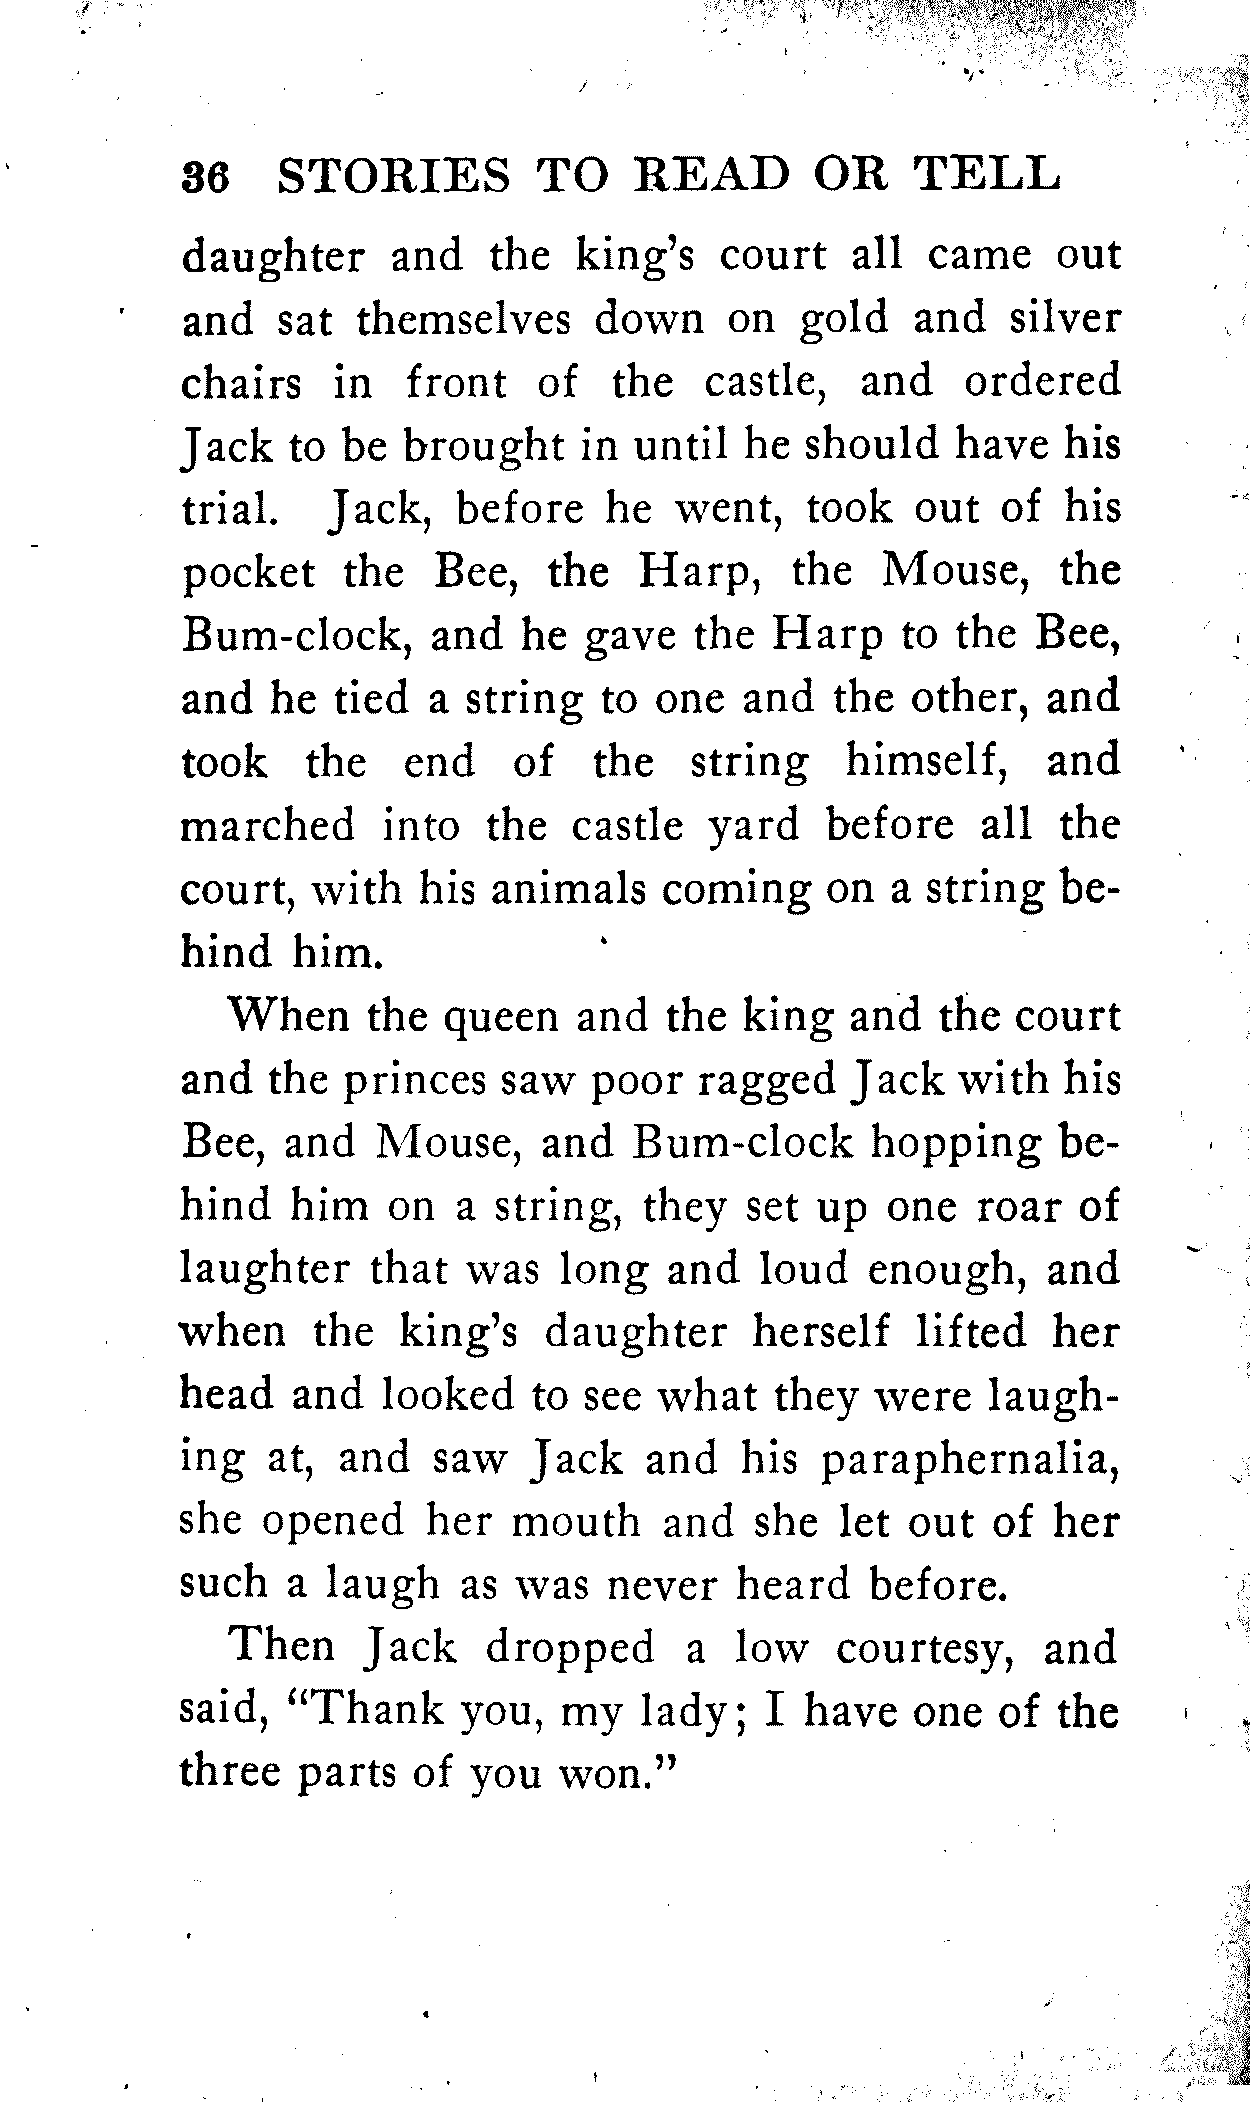 36 STORIES TO READ OR TELL
daughter and the king's court all came out
and sat themselves down on gold and silver
chairs in front of the castle, and ordered
Jack to be brought in until he should have his
trial. Jack, before he went, took out of his
pocket the Bee, the Harp, the Mouse, the
Bum-clock, and he gave the Harp to the Bee,
and he tied a string to one and the other, and
took the end of the string himself, and
marched into the castle yard before all the
court, with his animals coming on a string be-
hind him.
When the queen and the king and the court
and the princes saw poor ragged Jack with his
Bee, and Mouse, and Bum-clock hopping be-
hind him on a string, they set up one roar of
laughter that was long and loud enough, and
when the king's daughter herself lifted her
head and looked to see what they were laugh-
ing at, and saw Jack and his paraphernalia,
she opened her mouth and she let out of her
such a laugh as was never heard before.
Then Jack dropped a low courtesy, and
said, "Thank you, my lady; I have one of the
three parts of you won."